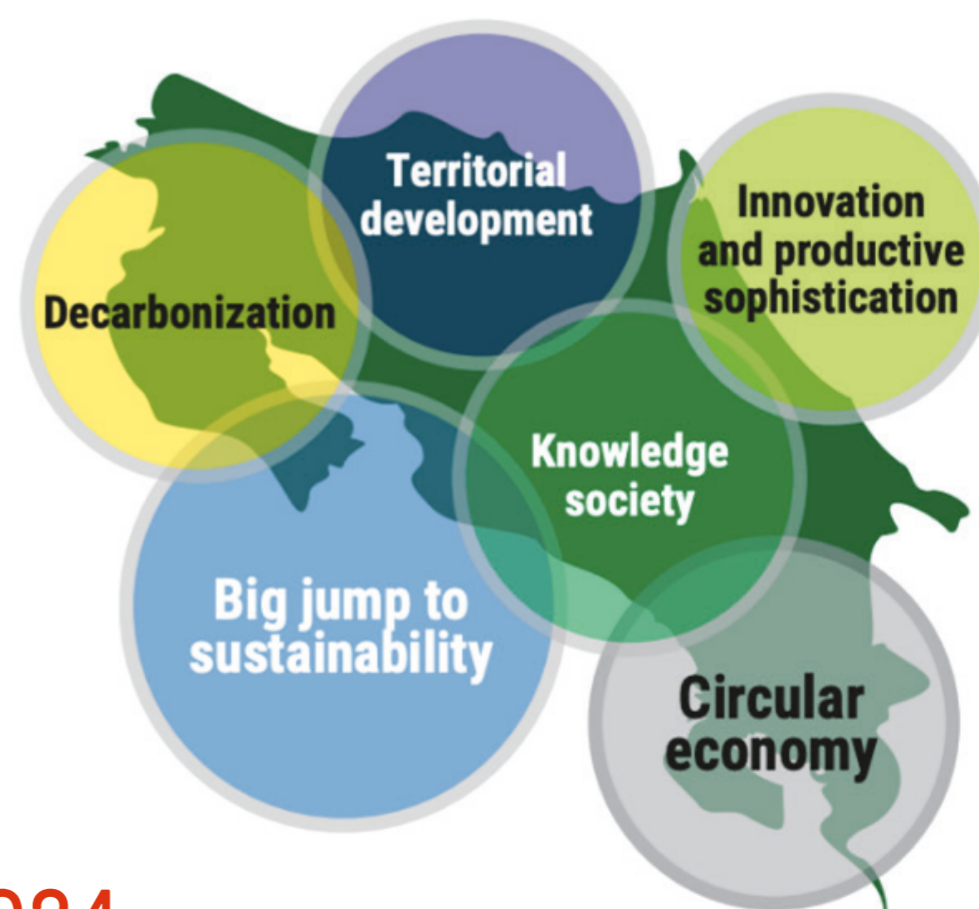 Territorial
development
Innovation
and productive
sophistication
Decarbonization
Knowledge
society
Big jump to
sustainability
Circular
economy